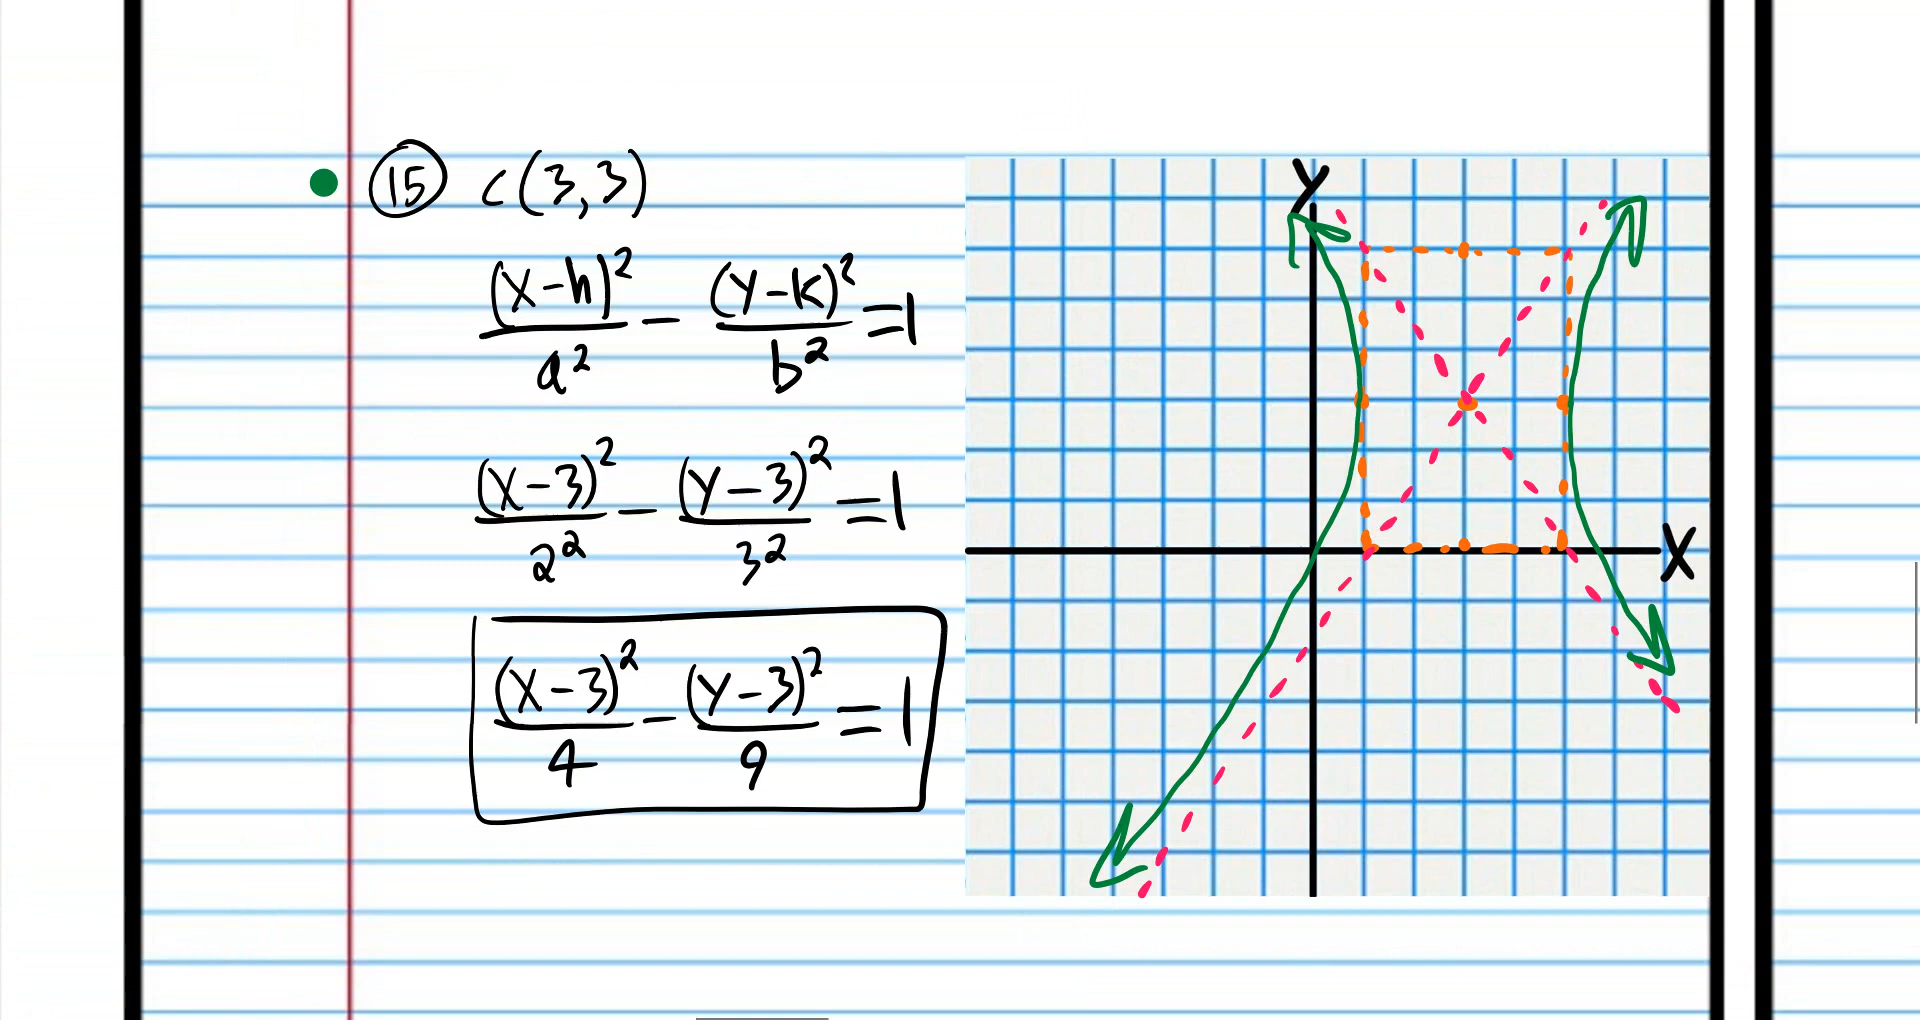 15 C(3,3)
(x-h)²/a² - (y-k)²/b² = 1
(x-3)²/2² - (y-3)²/3² = 1
(x-3)²/4 - (y-3)²/9 = 1
Y
X